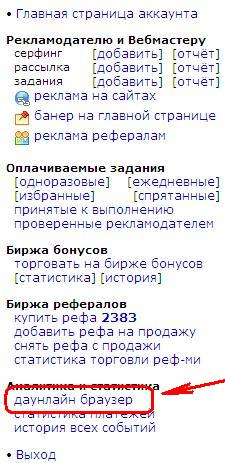 • Главная страница аккаунта
Рекламодателю и Вебмастеру
серфинг [добавить] [отчёт]
рассылка [добавить] [отчёт]
задания [добавить] [отчёт]
реклама на сайтах
банер на главной странице
реклама рефералам
Оплачиваемые задания
[одноразовые] [ежедневные]
[избранные] [спрятанные]
принятые к выполнению
проверенные рекламодателем
Биржа бонусов
торговать на бирже бонусов
[статистика] [история]
Биржа рефералов
купить рефа 2383
добавить рефа на продажу
снять рефа с продажи
статистика торговли реф-ми
Аналитика и статистика
даунлайн браузер
статистика платежей
история всех событий
• Выход